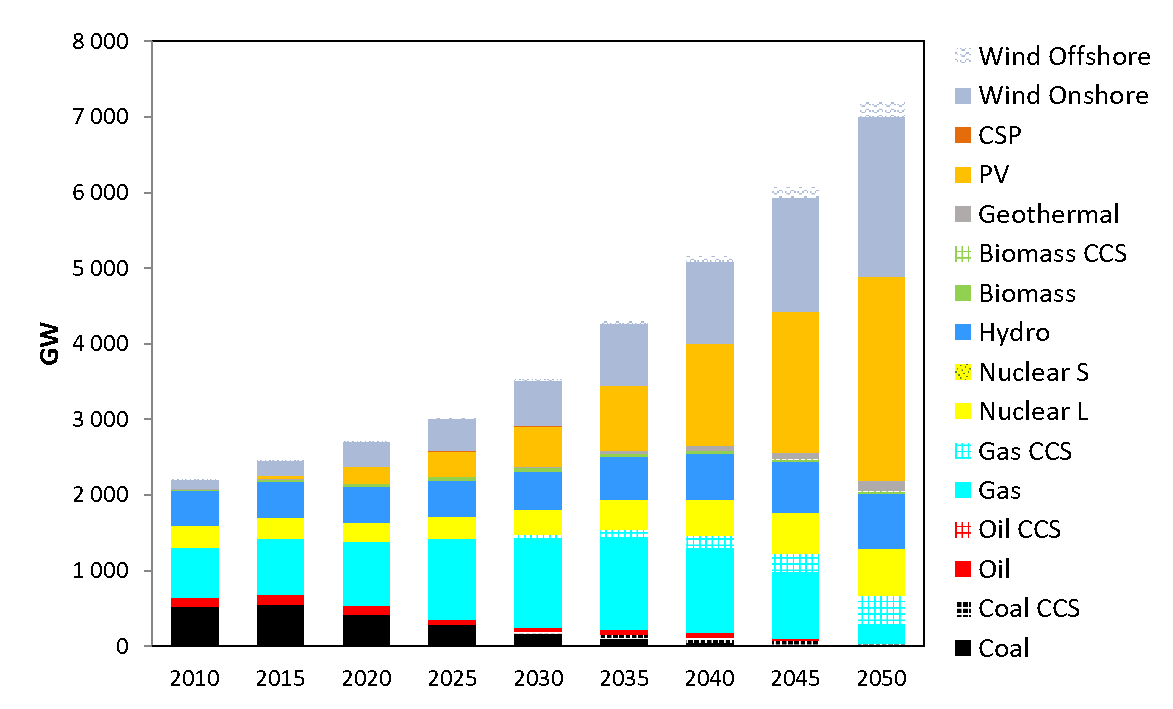 8 000
7 000
6 000
5 000
4 000
3 000
2 000
1 000
0
GW
2010 2015 2020 2025 2030 2035 2040 2045 2050
Wind Offshore
Wind Onshore
CSP
PV
Geothermal
Biomass CCS
Biomass
Hydro
Nuclear S
Nuclear L
Gas CCS
Gas
Oil CCS
Oil
Coal CCS
Coal